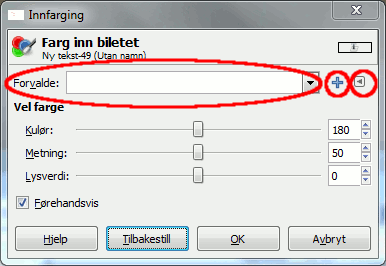 Innfarging
Farg inn biletet
Ny tekst-49 (Utan namn)
Forvalde:
Vel farge
Kulør: 180
Metning: 50
Lysverdi: 0
Førehandsvis
Hjelp Tilbakestill OK Avbryt